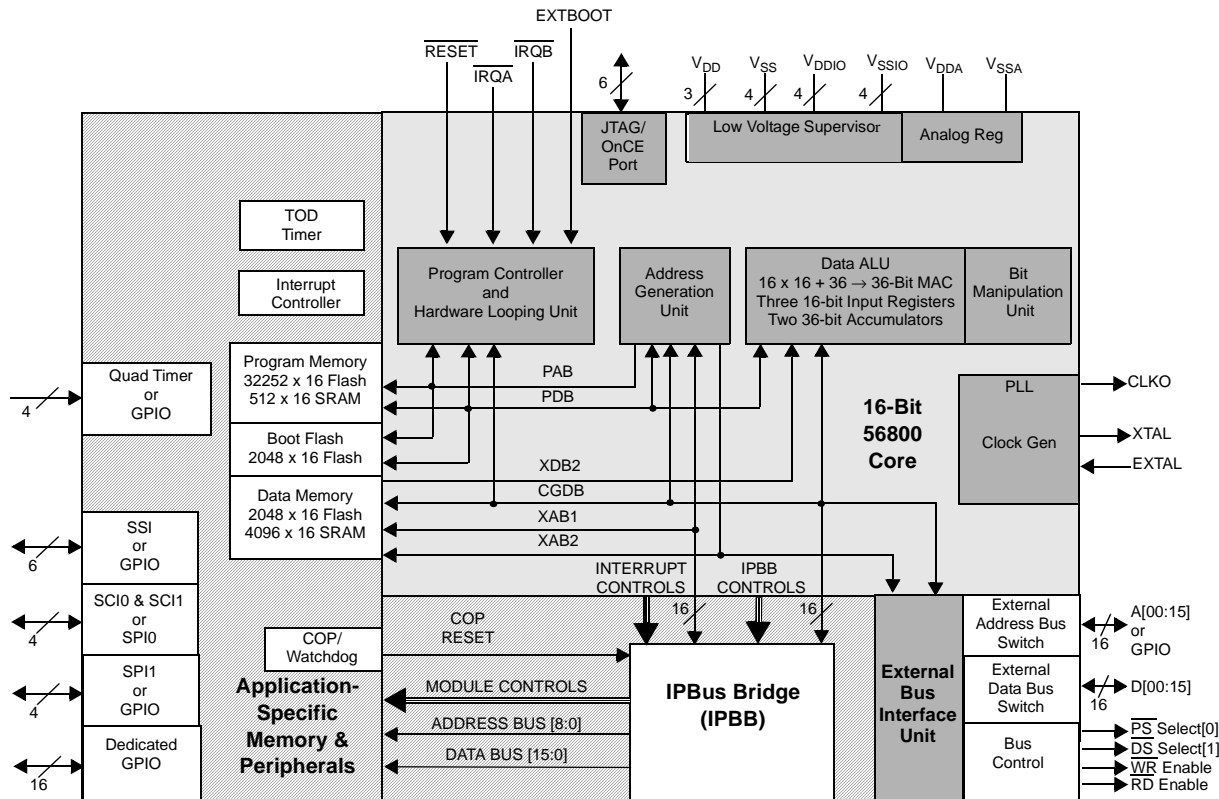 EXTBOOT
RESET
IRQB
IRQA
6
VDD
VSS
VDDIO
VSSIO
VDDA
VSSA
3
4
4
4
JTAG/
OnCE
Port
Low Voltage Supervisor
Analog Reg
TOD
Timer
Interrupt
Controller
Program Controller
and
Hardware Looping Unit
Address
Generation
Unit
Data ALU
16 x 16 + 36 → 36-Bit MAC
Three 16-bit Input Registers
Two 36-bit Accumulators
Bit
Manipulation
Unit
Quad Timer
or
GPIO
4
Program Memory
32252 x 16 Flash
512 x 16 SRAM
Boot Flash
2048 x 16 Flash
Data Memory
2048 x 16 Flash
4096 x 16 SRAM
PAB
PDB
XDB2
CGDB
XAB1
XAB2
16-Bit
56800
Core
PLL
Clock Gen
CLKO
XTAL
EXTAL
SSI
or
GPIO
6
SCI0 & SCI1
or
SPI0
4
SPI1
or
GPIO
4
Dedicated
GPIO
16
INTERRUPT
CONTROLS
16
IPBB
CONTROLS
16
COP/
Watchdog
COP
RESET
Application-
Specific
Memory &
Peripherals
MODULE CONTROLS
ADDRESS BUS [8:0]
DATA BUS [15:0]
IPBus Bridge
(IPBB)
External
Bus
Interface
Unit
External
Address Bus
Switch
External
Data Bus
Switch
Bus
Control
16
A[00:15]
or
GPIO
16
D[00:15]
PS Select[0]
DS Select[1]
WR Enable
RD Enable